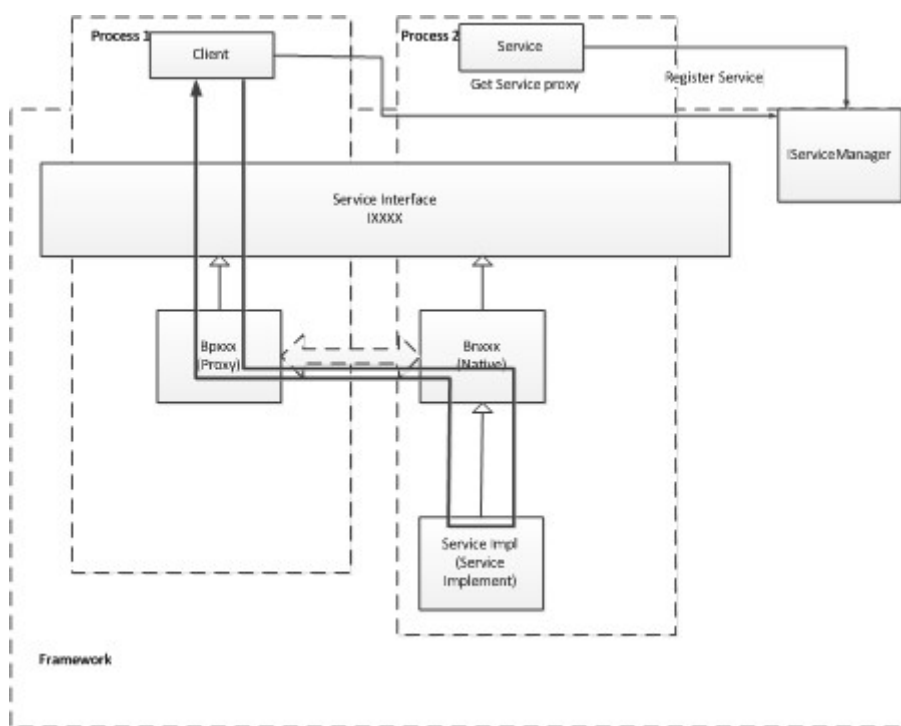 Process 1
Client
Process 2
Service
Get Service proxy
Register Service
IServiceManager
Service Interface
IXXXX
Bpxxx
(Proxy)
Bnxxx
(Native)
Service Impl
(Service
Implement)
Framework